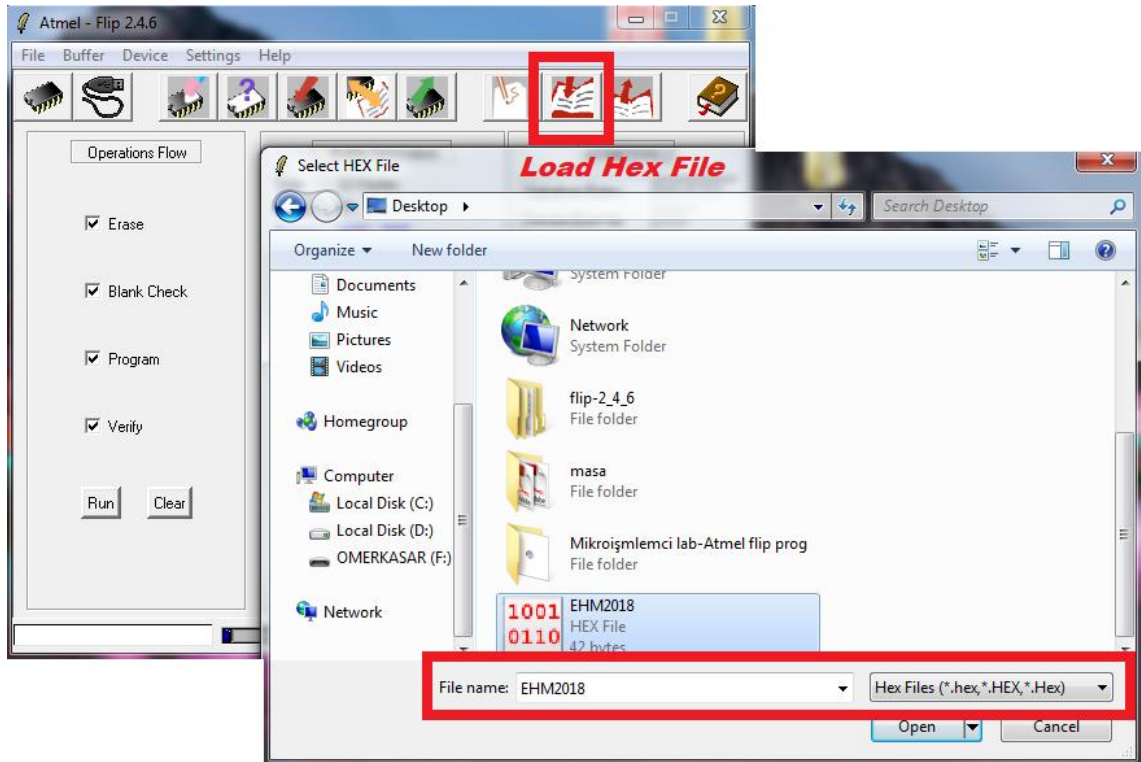 Atmel - Flip 2.4.6
File Buffer Device Settings Help
Operations Flow
Erase
Blank Check
Program
Verify
Run Clear
Select HEX File
Load Hex File
Desktop
Search Desktop
Organize New folder
Documents
Music
Pictures
Videos
Homegroup
Computer
Local Disk (C:)
Local Disk (D:)
OMERKASAR (F:)
Network
System Folder
Network
System Folder
flip-2_4_6
File folder
masa
File folder
Mikroişmlemci lab-Atmel flip prog
File folder
1001
0110
EHM2018
HEX File
42 bytes
File name: EHM2018 Hex Files (*.hex,*.HEX,*.Hex)
Open Cancel